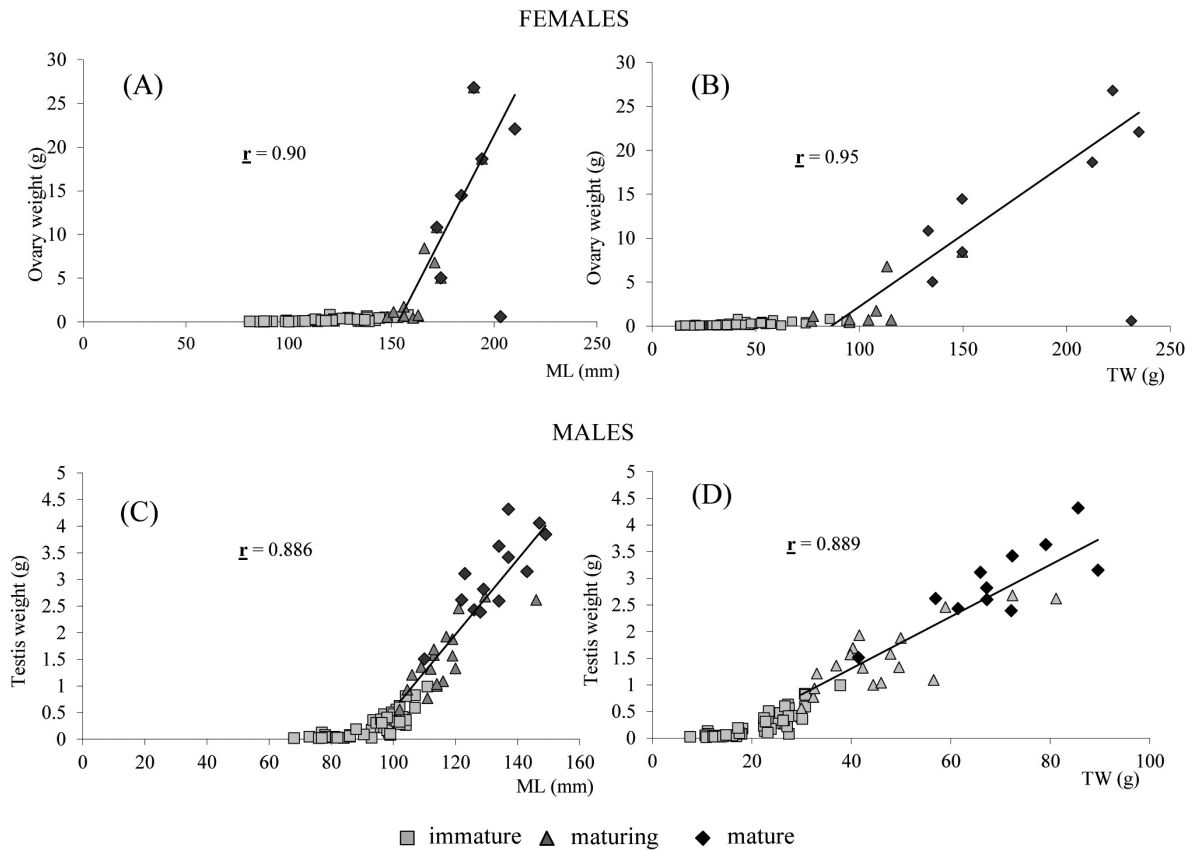 FEMALES
(A)
r = 0.90
Ovary weight (g)
30
25
20
15
10
5
0
0 50 100 150 200 250
ML (mm)
(B)
r = 0.95
Ovary weight (g)
30
25
20
15
10
5
0
0 50 100 150 200 250
TW (g)
MALES
(C)
r = 0.886
Testis weight (g)
5
4.5
4
3.5
3
2.5
2
1.5
1
0.5
0
0 20 40 60 80 100 120 140 160
ML (mm)
(D)
r = 0.889
Testis weight (g)
5
4.5
4
3.5
3
2.5
2
1.5
1
0.5
0
0 20 40 60 80 100
TW (g)
immature maturing mature